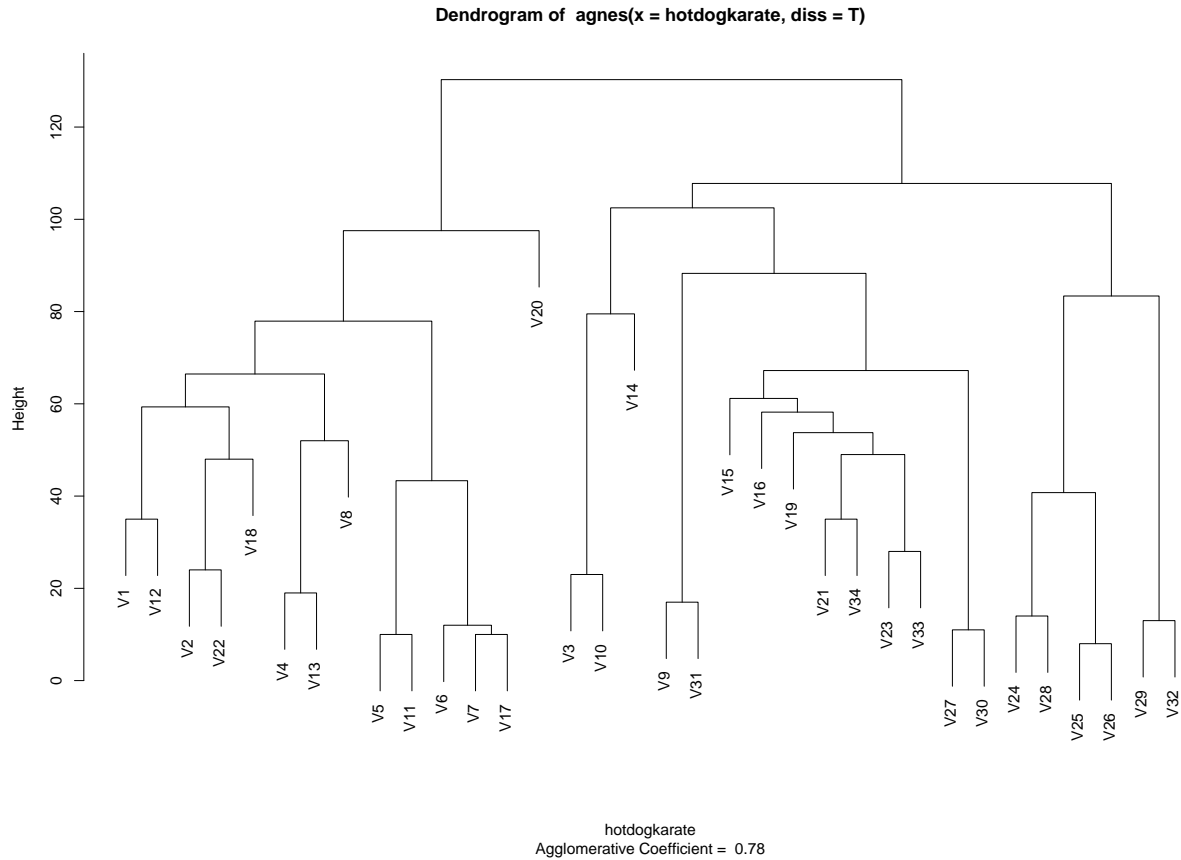 Dendrogram of agnes(x = hotdogkarate, diss = T)
120
100
80
60
40
20
0
Height
V1
V12
V2
V22
V18
V4
V13
V8
V5
V11
V6
V7
V17
V20
V3
V10
V14
V9
V31
V15
V16
V19
V21
V34
V23
V33
V27
V30
V24
V28
V25
V26
V29
V32
hotdogkarate
Agglomerative Coefficient = 0.78